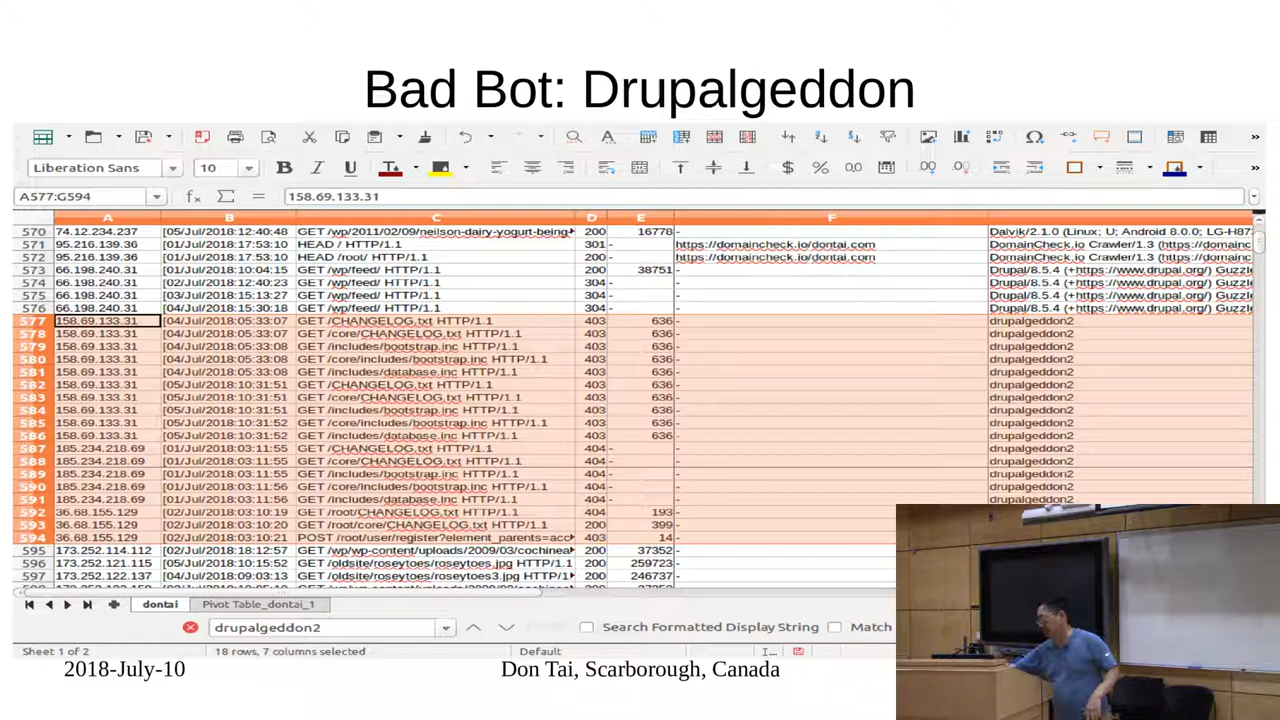 Bad Bot: Drupalgeddon
Liberation Sans 10
A577:G594 158.69.133.31
A B C D E F
570 74.12.234.237 [05/Jul/2018:12:40:48 GET /wp/2011/02/09/neilson-dairy-yogurt-being- 200 16778 - Dalvik/2.1.0 (Linux; U; Android 8.0.0; LG-H87
571 95.216.139.36 [01/Jul/2018:17:53:10 HEAD / HTTP/1.1 301 - https://domaincheck.io/dontai.com DomainCheck.io Crawler/1.3 (https://domainc
572 95.216.139.36 [01/Jul/2018:17:53:10 HEAD /root/ HTTP/1.1 200 - https://domaincheck.io/dontai.com DomainCheck.io Crawler/1.3 (https://domainc
573 66.198.240.31 [01/Jul/2018:10:04:15 GET /wp/feed/ HTTP/1.1 200 38751 - Drupal/8.5.4 (+https://www.drupal.org/) Guzzle
574 66.198.240.31 [02/Jul/2018:12:40:23 GET /wp/feed/ HTTP/1.1 304 - - Drupal/8.5.4 (+https://www.drupal.org/) Guzzle
575 66.198.240.31 [03/Jul/2018:15:13:27 GET /wp/feed/ HTTP/1.1 304 - - Drupal/8.5.4 (+https://www.drupal.org/) Guzzle
576 66.198.240.31 [04/Jul/2018:15:30:18 GET /wp/feed/ HTTP/1.1 304 - - Drupal/8.5.4 (+https://www.drupal.org/) Guzzle
577 158.69.133.31 [04/Jul/2018:05:33:07 GET /CHANGELOG.txt HTTP/1.1 403 636 - drupalgeddon2
578 158.69.133.31 [04/Jul/2018:05:33:07 GET /core/CHANGELOG.txt HTTP/1.1 403 636 - drupalgeddon2
579 158.69.133.31 [04/Jul/2018:05:33:08 GET /includes/bootstrap.inc HTTP/1.1 403 636 - drupalgeddon2
580 158.69.133.31 [04/Jul/2018:05:33:08 GET /core/includes/bootstrap.inc HTTP/1.1 403 636 - drupalgeddon2
581 158.69.133.31 [04/Jul/2018:05:33:08 GET /includes/database.inc HTTP/1.1 403 636 - drupalgeddon2
582 158.69.133.31 [05/Jul/2018:10:31:51 GET /CHANGELOG.txt HTTP/1.1 403 636 - drupalgeddon2
583 158.69.133.31 [05/Jul/2018:10:31:51 GET /core/CHANGELOG.txt HTTP/1.1 403 636 - drupalgeddon2
584 158.69.133.31 [05/Jul/2018:10:31:51 GET /includes/bootstrap.inc HTTP/1.1 403 636 - drupalgeddon2
585 158.69.133.31 [05/Jul/2018:10:31:52 GET /core/includes/bootstrap.inc HTTP/1.1 403 636 - drupalgeddon2
586 158.69.133.31 [05/Jul/2018:10:31:52 GET /includes/database.inc HTTP/1.1 403 636 - drupalgeddon2
587 185.234.218.69 [01/Jul/2018:03:11:55 GET /CHANGELOG.txt HTTP/1.1 404 - - drupalgeddon2
588 185.234.218.69 [01/Jul/2018:03:11:55 GET /core/CHANGELOG.txt HTTP/1.1 404 - - drupalgeddon2
589 185.234.218.69 [01/Jul/2018:03:11:55 GET /includes/bootstrap.inc HTTP/1.1 404 - - drupalgeddon2
590 185.234.218.69 [01/Jul/2018:03:11:56 GET /core/includes/bootstrap.inc HTTP/1.1 404 - - drupalgeddon2
591 185.234.218.69 [01/Jul/2018:03:11:56 GET /includes/database.inc HTTP/1.1 404 - - drupalgeddon2
592 36.68.155.129 [02/Jul/2018:03:10:19 GET /root/CHANGELOG.txt HTTP/1.1 404 193 -
593 36.68.155.129 [02/Jul/2018:03:10:21 GET /root/core/CHANGELOG.txt HTTP/1.1 200 399 -
594 36.68.155.129 [02/Jul/2018:03:10:20 POST /root/user/register?element_parents=acc 403 14 -
595 173.252.114.112 [02/Jul/2018:18:12:57 GET /wp/wp-content/uploads/2009/03/cochinea 200 37352 -
596 173.252.121.115 [05/Jul/2018:10:15:52 GET /oldsite/roseytoes/roseytoes.jpg HTTP/1. 200 259723 -
597 173.252.122.137 [04/Jul/2018:09:03:13 GET /oldsite/roseytoes/roseytoes3.jpg HTTP/1. 200 246737 -
dontai Pivot Table_dontai_1
drupalgeddon2 Search Formatted Display String Match
Sheet 1 of 2 18 rows, 7 columns selected Default
2018-July-10 Don Tai, Scarborough, Canada